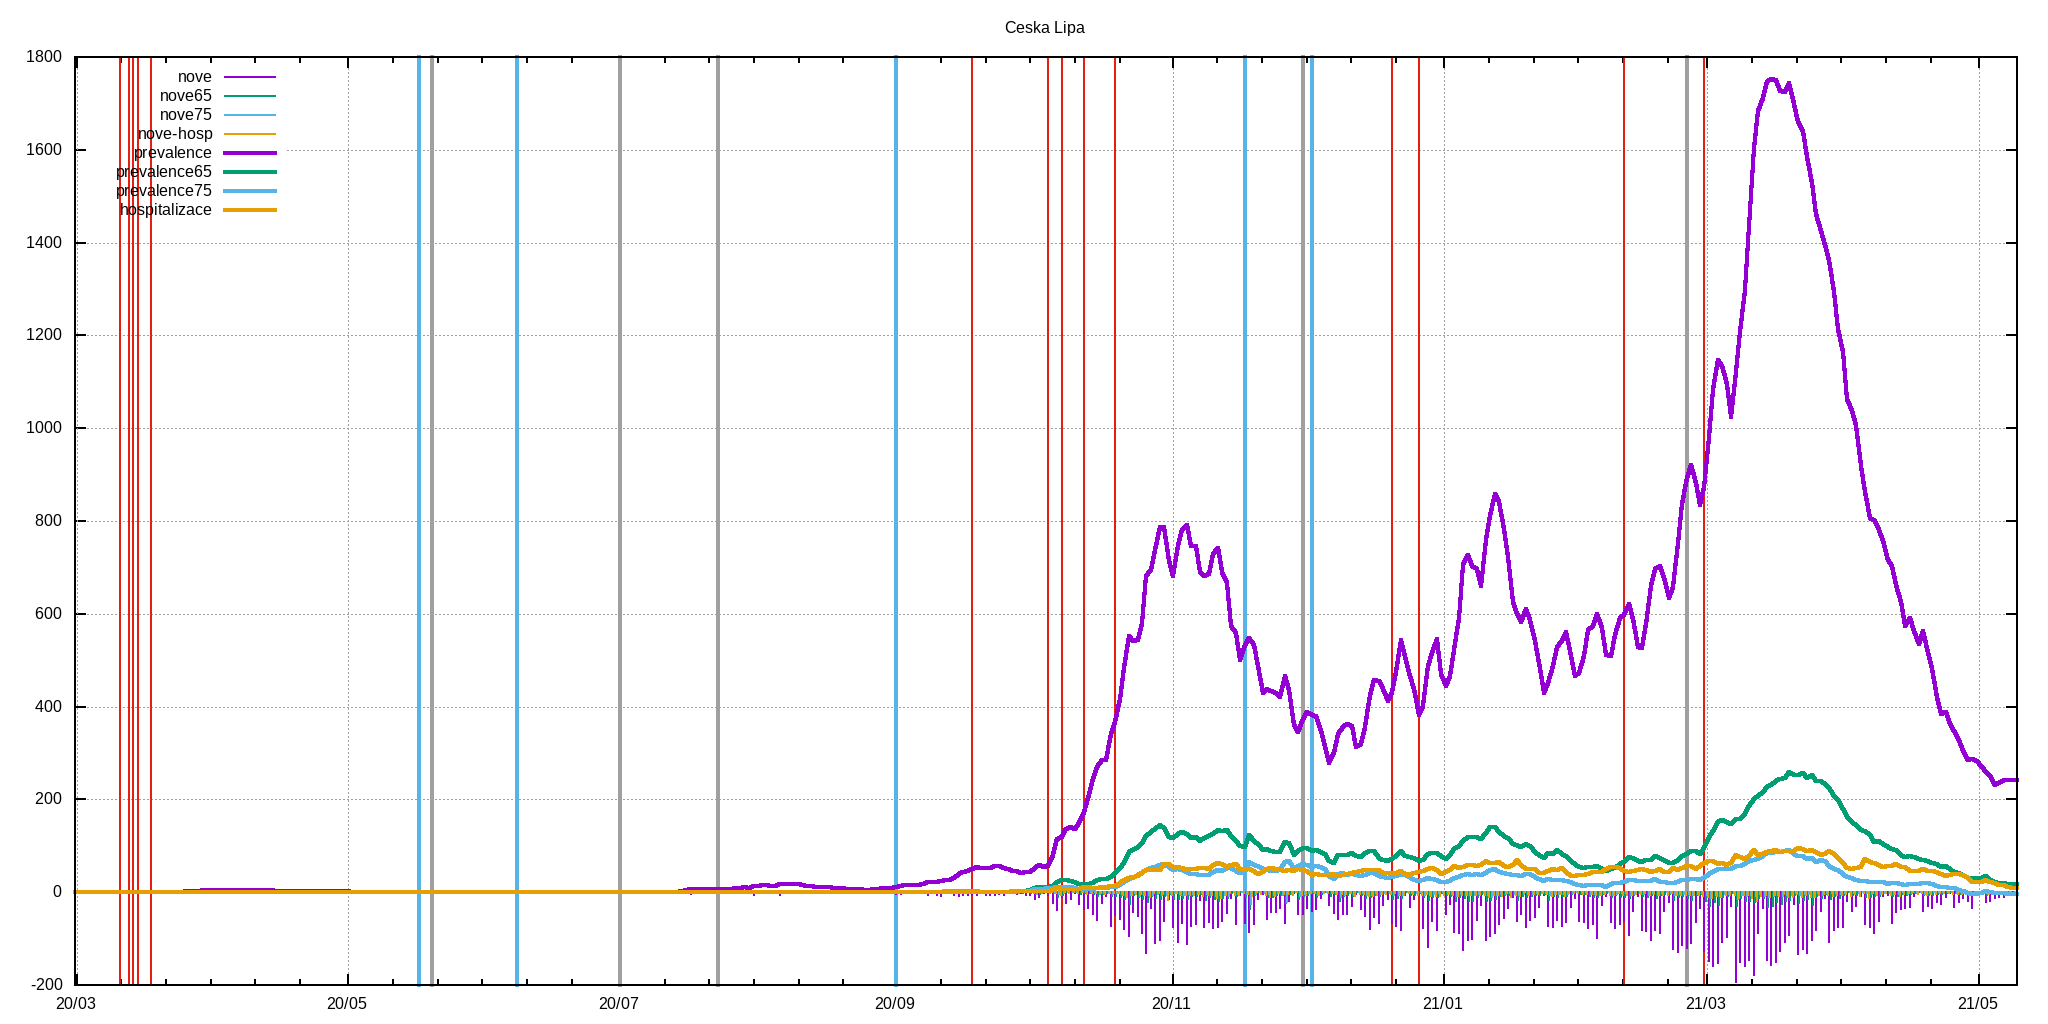 Ceska Lipa
1800
1600
1400
1200
1000
800
600
400
200
0
-200
nove
nove65
nove75
nove-hosp
prevalence
prevalence65
prevalence75
hospitalizace
20/03 20/05 20/07 20/09 20/11 21/01 21/03 21/05